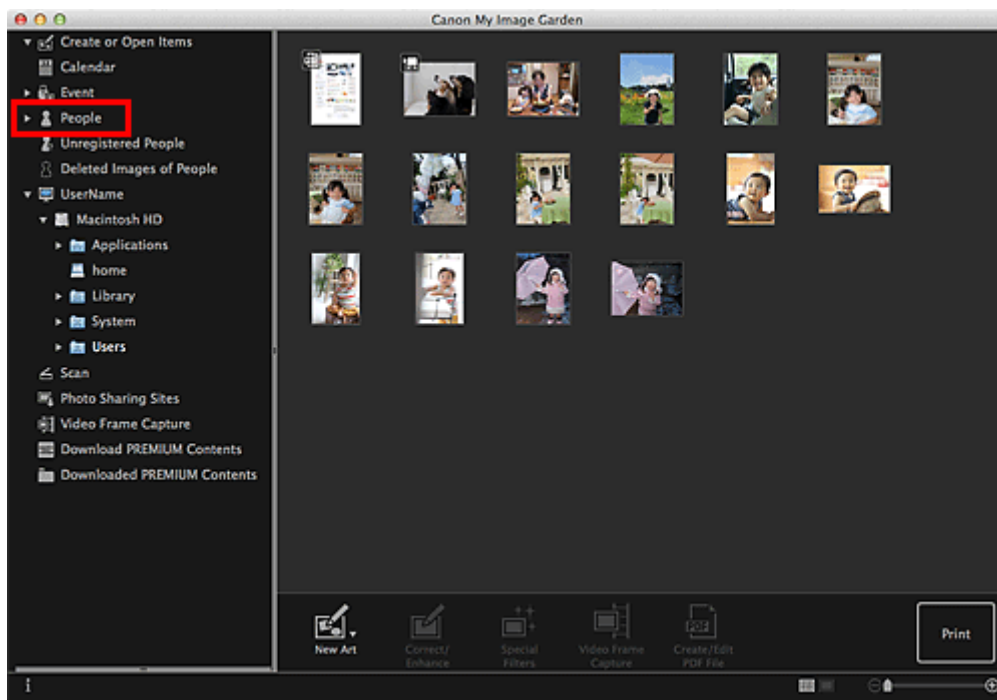 Canon My Image Garden
Create or Open Items
Calendar
Event
People
Unregistered People
Deleted Images of People
UserName
Macintosh HD
Applications
home
Library
System
Users
Scan
Photo Sharing Sites
Video Frame Capture
Download PREMIUM Contents
Downloaded PREMIUM Contents
New Art
Correct/
Enhance
Special
Filters
Video Frame
Capture
PDF
Create/Edit
PDF File
Print